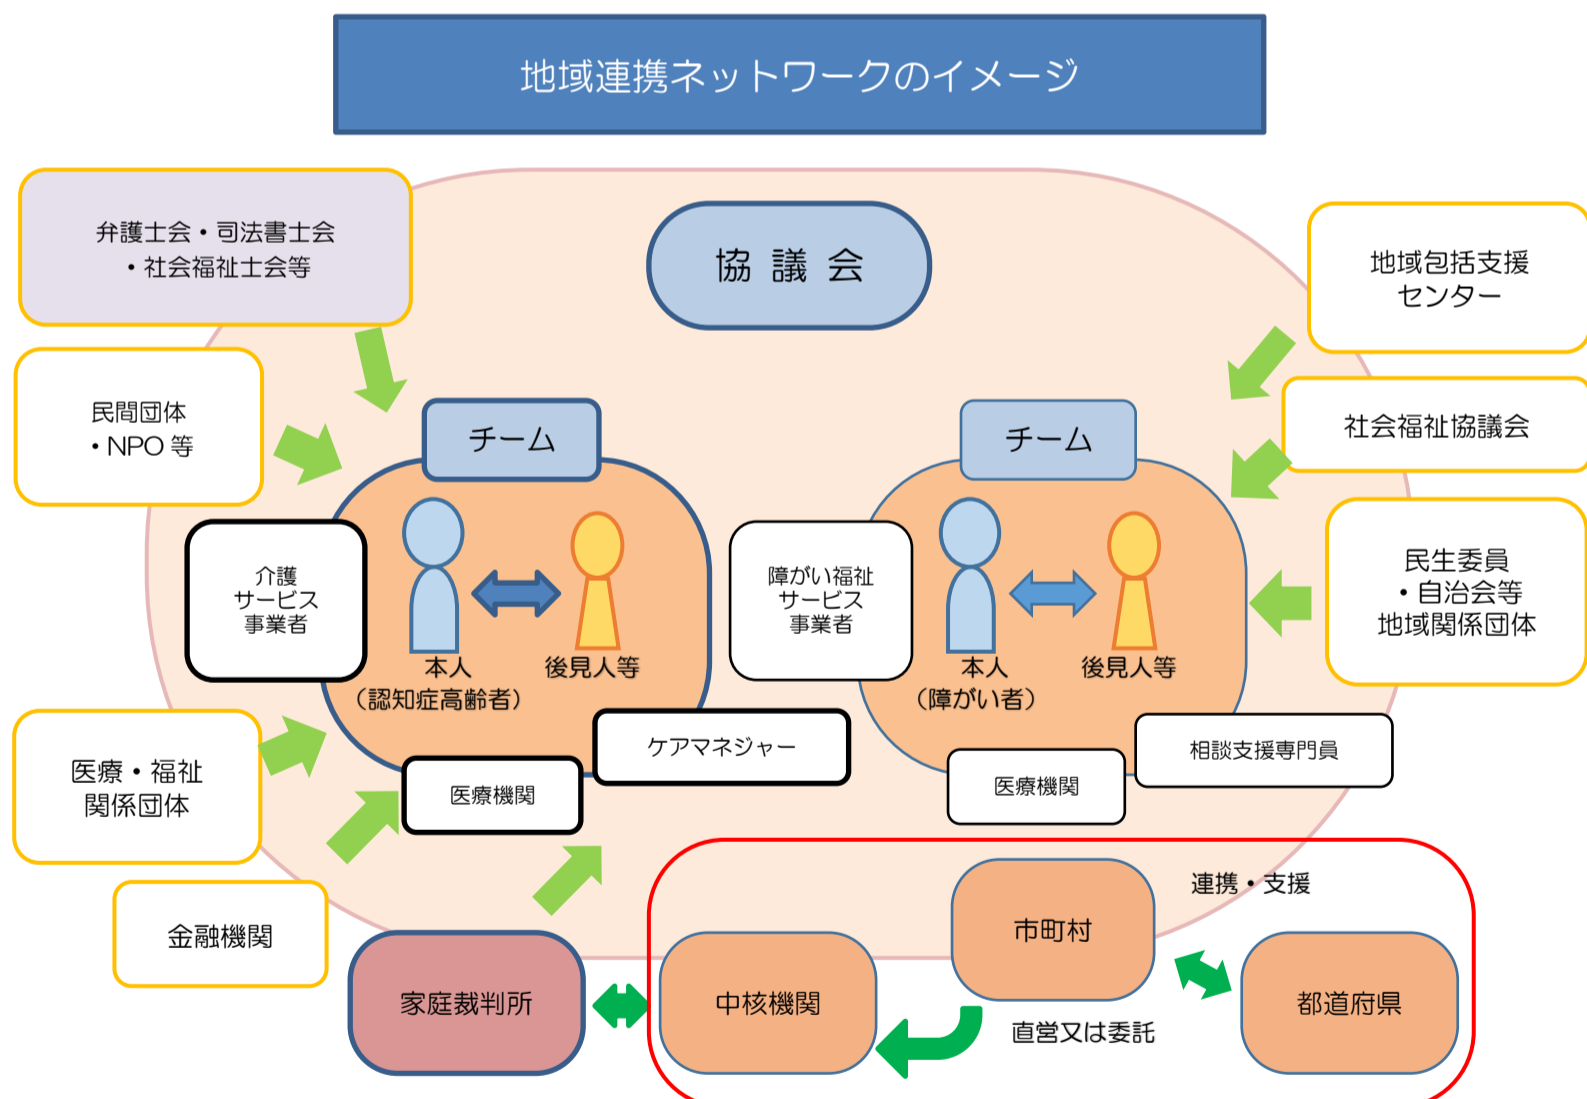 地域連携ネットワークのイメージ
協 議 会
弁護士会・司法書士会
・社会福祉士会等
民間団体
・NPO 等
医療・福祉
関係団体
金融機関
チーム
介護
サービス
事業者
本人
（認知症高齢者）
後見人等
ケアマネジャー
医療機関
チーム
障がい福祉
サービス
事業者
本人
（障がい者）
後見人等
相談支援専門員
医療機関
地域包括支援
センター
社会福祉協議会
民生委員
・自治会等
地域関係団体
家庭裁判所
中核機関
市町村
連携・支援
都道府県
直営又は委託